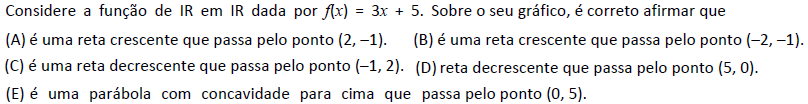 Considere a função de IR em IR dada por f(x) = 3x + 5. Sobre o seu gráfico, é correto afirmar que
(A) é uma reta crescente que passa pelo ponto (2, –1). (B) é uma reta crescente que passa pelo ponto (–2, –1).
(C) é uma reta decrescente que passa pelo ponto (–1, 2). (D) reta decrescente que passa pelo ponto (5, 0).
(E) é uma parábola com concavidade para cima que passa pelo ponto (0, 5).